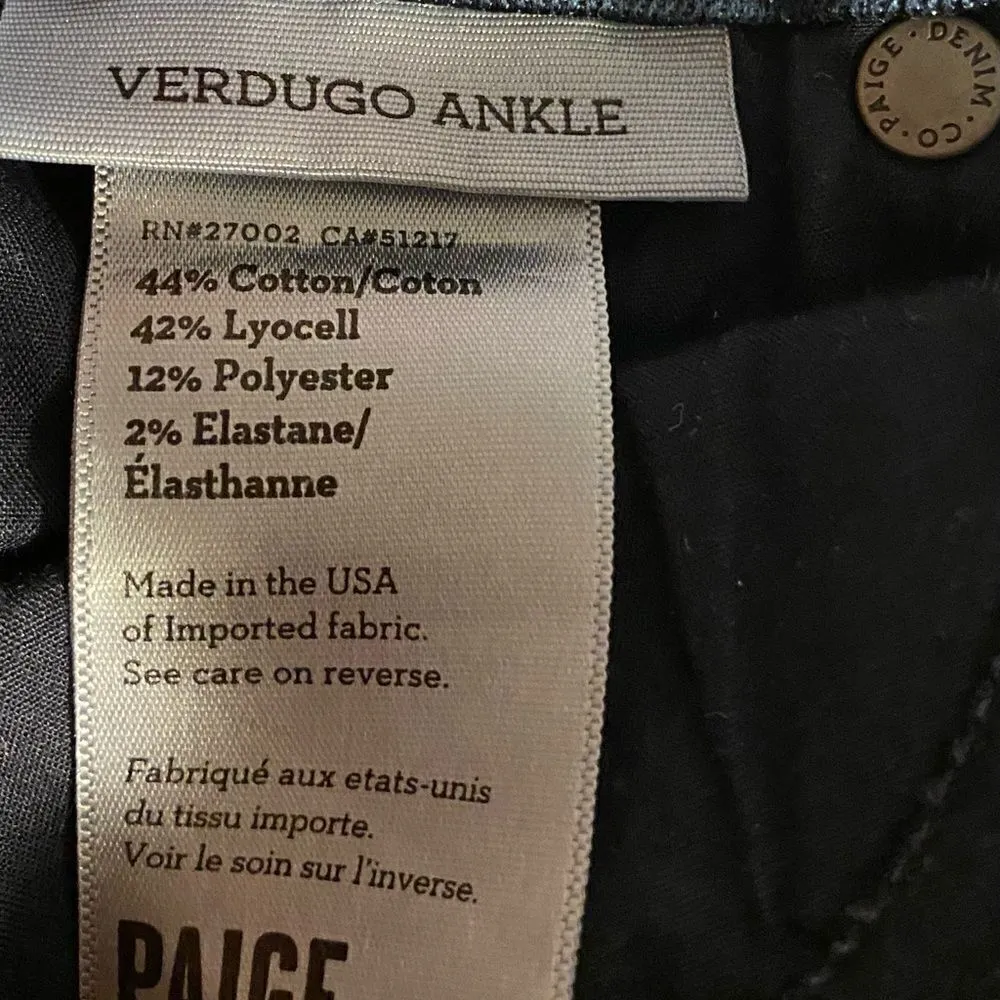 VERDUGO ANKLE
PAIGE · DENIM · CO ·
RN#27002 CA#51217
44% Cotton/Coton
42% Lyocell
12% Polyester
2% Elastane/
Élasthanne
Made in the USA
of Imported fabric.
See care on reverse.
Fabriqué aux etats-unis
du tissu importe.
Voir le soin sur l'inverse.
PAIGE